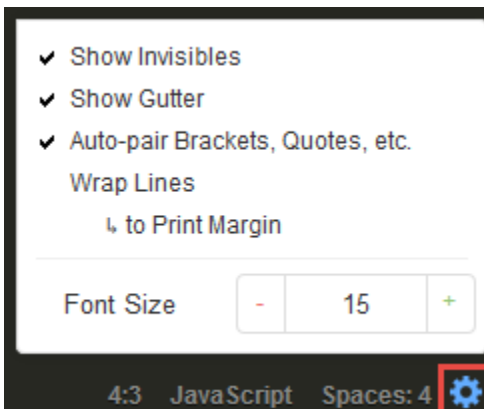 Show Invisibles
Show Gutter
Auto-pair Brackets, Quotes, etc.
Wrap Lines
↳ to Print Margin
Font Size - 15 +
4:3 JavaScript Spaces: 4